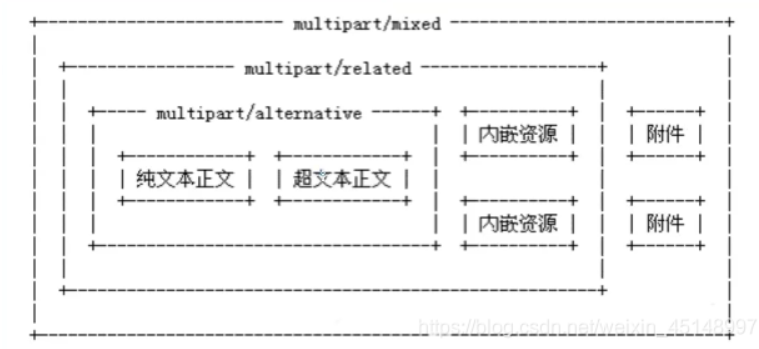 multipart/mixed
multipart/related
multipart/alternative
内嵌资源 附件
纯文本正文 超文本正文
内嵌资源 附件
https://blog.csdn.net/weixin_45148997